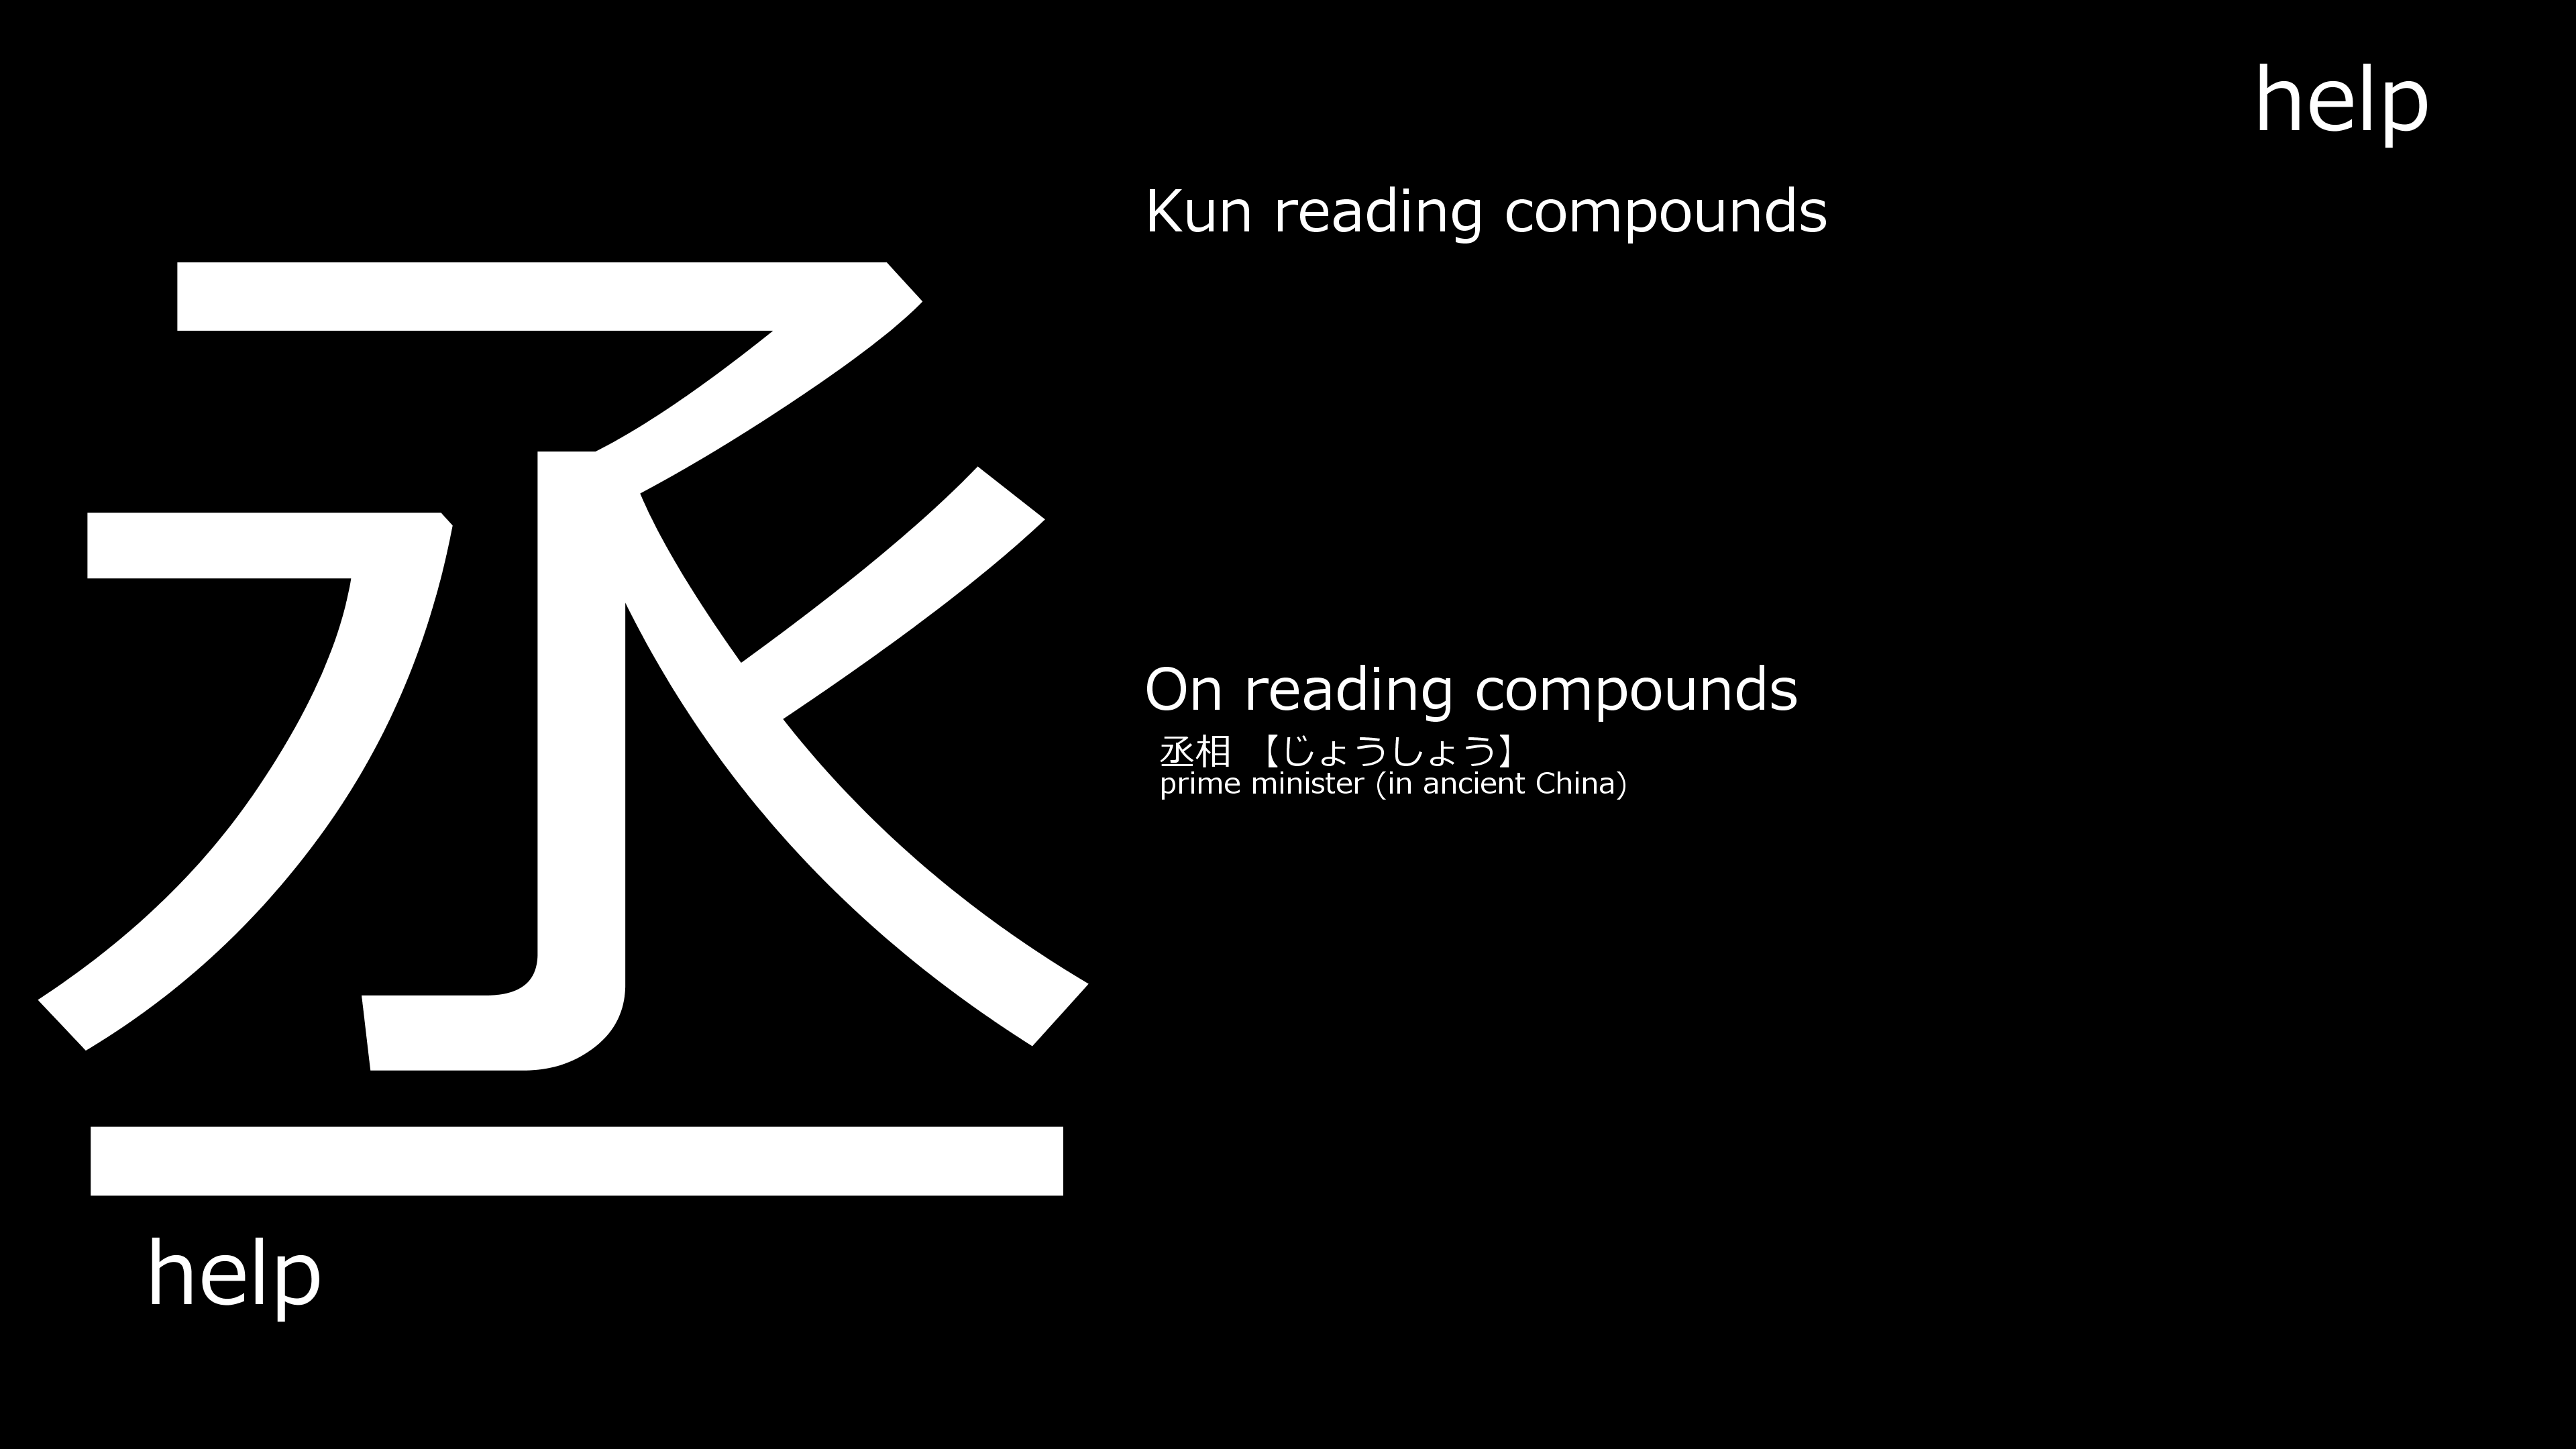 help
Kun reading compounds
丞
On reading compounds
丞相 【じょうしょう】
prime minister (in ancient China)
help